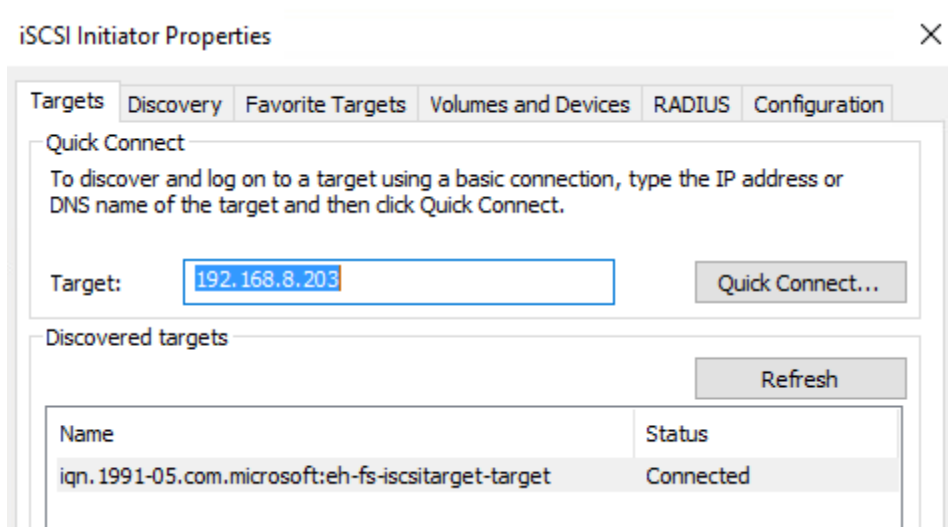 iSCSI Initiator Properties
Targets Discovery Favorite Targets Volumes and Devices RADIUS Configuration
Quick Connect
To discover and log on to a target using a basic connection, type the IP address or
DNS name of the target and then click Quick Connect.
Target: 192.168.8.203 Quick Connect...
Discovered targets
Refresh
Name Status
iqn.1991-05.com.microsoft:eh-fs-iscsitarget-target Connected